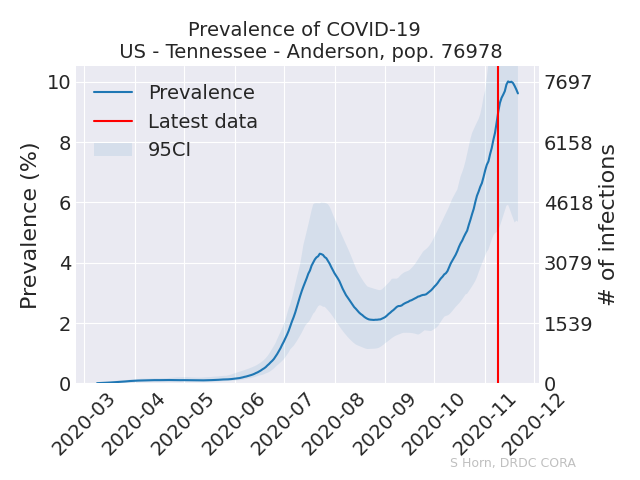 Prevalence of COVID-19
US - Tennessee - Anderson, pop. 76978
Prevalence
Latest data
95CI
Prevalence (%)
10
8
6
4
2
0
7697
6158
4618
3079
1539
0
# of infections
2020-03
2020-04
2020-05
2020-06
2020-07
2020-08
2020-09
2020-10
2020-11
2020-12
S Horn, DRDC CORA